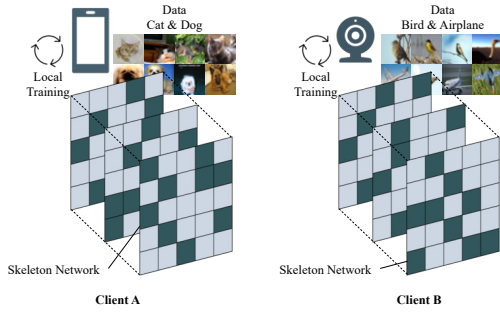 Data
Cat & Dog
Local
Training
Skeleton Network
Client A
Data
Bird & Airplane
Local
Training
Skeleton Network
Client B